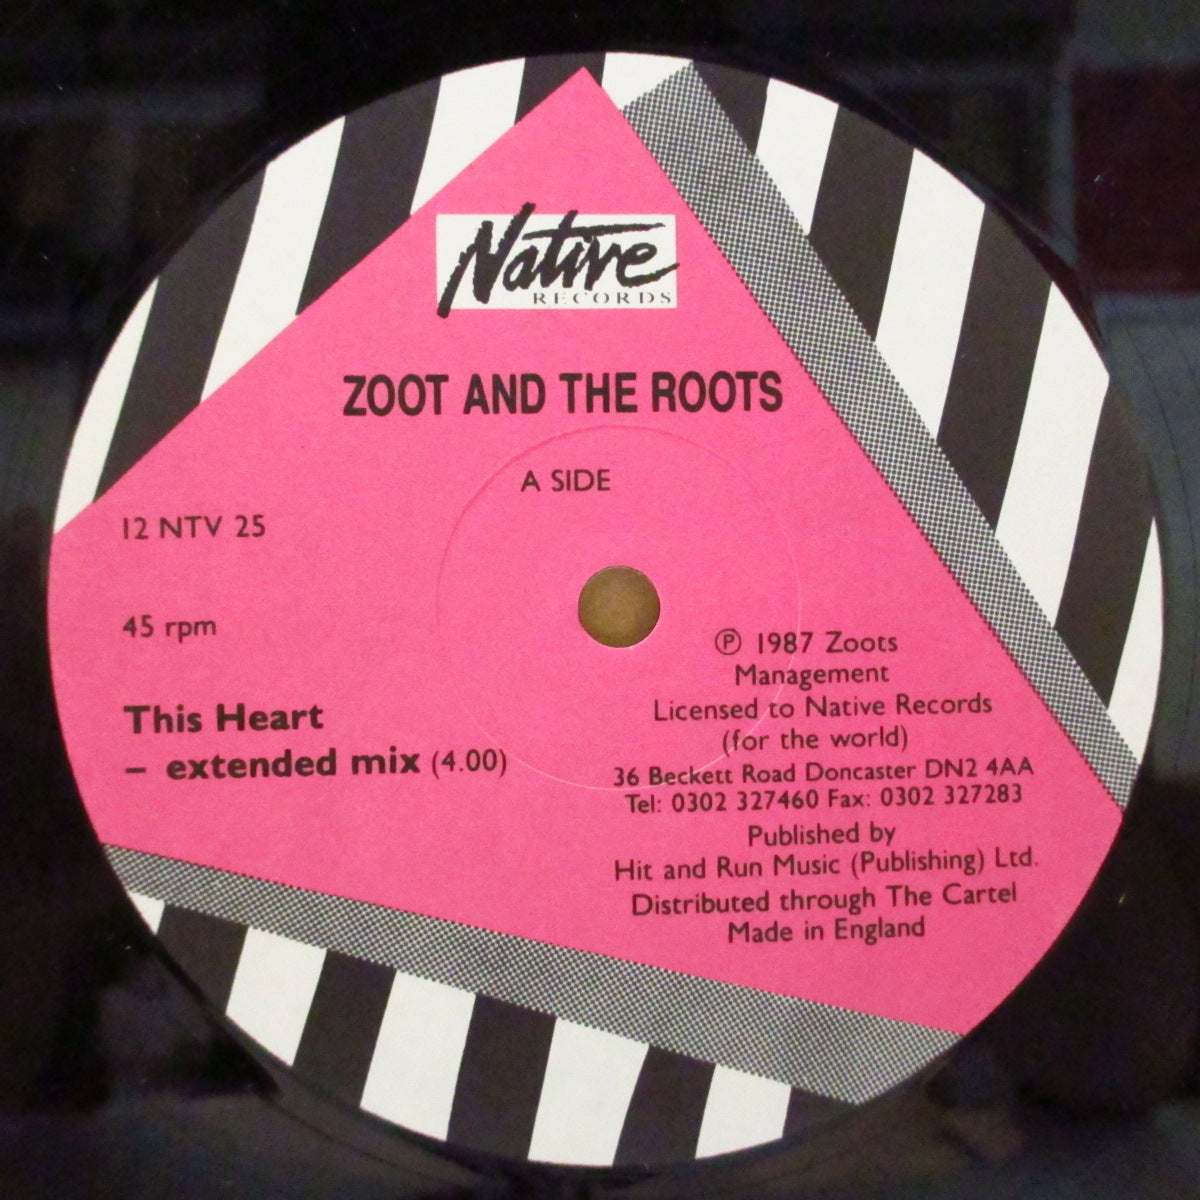 Native
RECORDS
ZOOT AND THE ROOTS
A SIDE
12 NTV 25
45 rpm
This Heart
– extended mix (4.00)
℗ 1987 Zoots
Management
Licensed to Native Records
(for the world)
36 Beckett Road Doncaster DN2 4AA
Tel: 0302 327460 Fax: 0302 327283
Published by
Hit and Run Music (Publishing) Ltd.
Distributed through The Cartel
Made in England